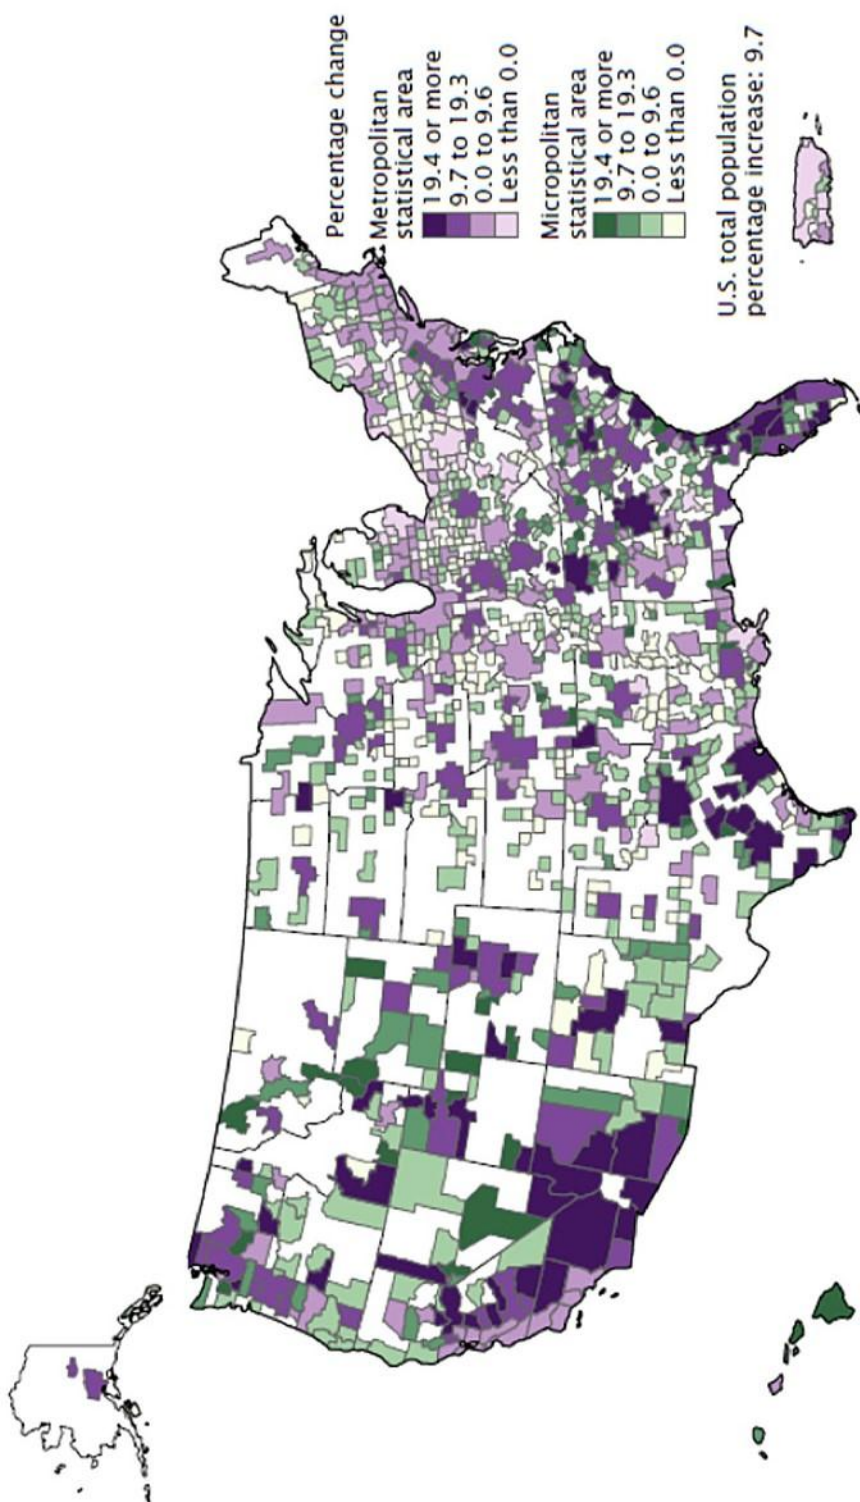 Percentage change
Metropolitan
statistical area
19.4 or more
9.7 to 19.3
0.0 to 9.6
Less than 0.0
Micropolitan
statistical area
19.4 or more
9.7 to 19.3
0.0 to 9.6
Less than 0.0
U.S. total population
percentage increase: 9.7